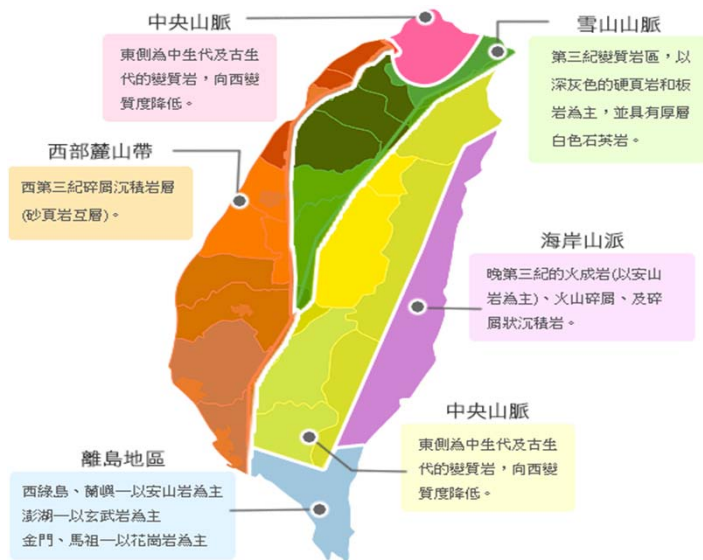 中央山脈
東側為中生代及古生
代的變質岩，向西變
質度降低。
雪山山脈
第三紀變質岩區，以
深灰色的硬頁岩和板
岩為主，並具有厚層
白色石英岩。
西部麓山帶
西第三紀碎屑沉積岩層
(砂頁岩互層)。
海岸山派
晚第三紀的火成岩(以安山
岩為主)、火山碎屑、及碎
屑狀沉積岩。
中央山脈
東側為中生代及古生
代的變質岩，向西變
質度降低。
離島地區
西綠島、蘭嶼—以安山岩為主
澎湖—以玄武岩為主
金門、馬祖—以花崗岩為主